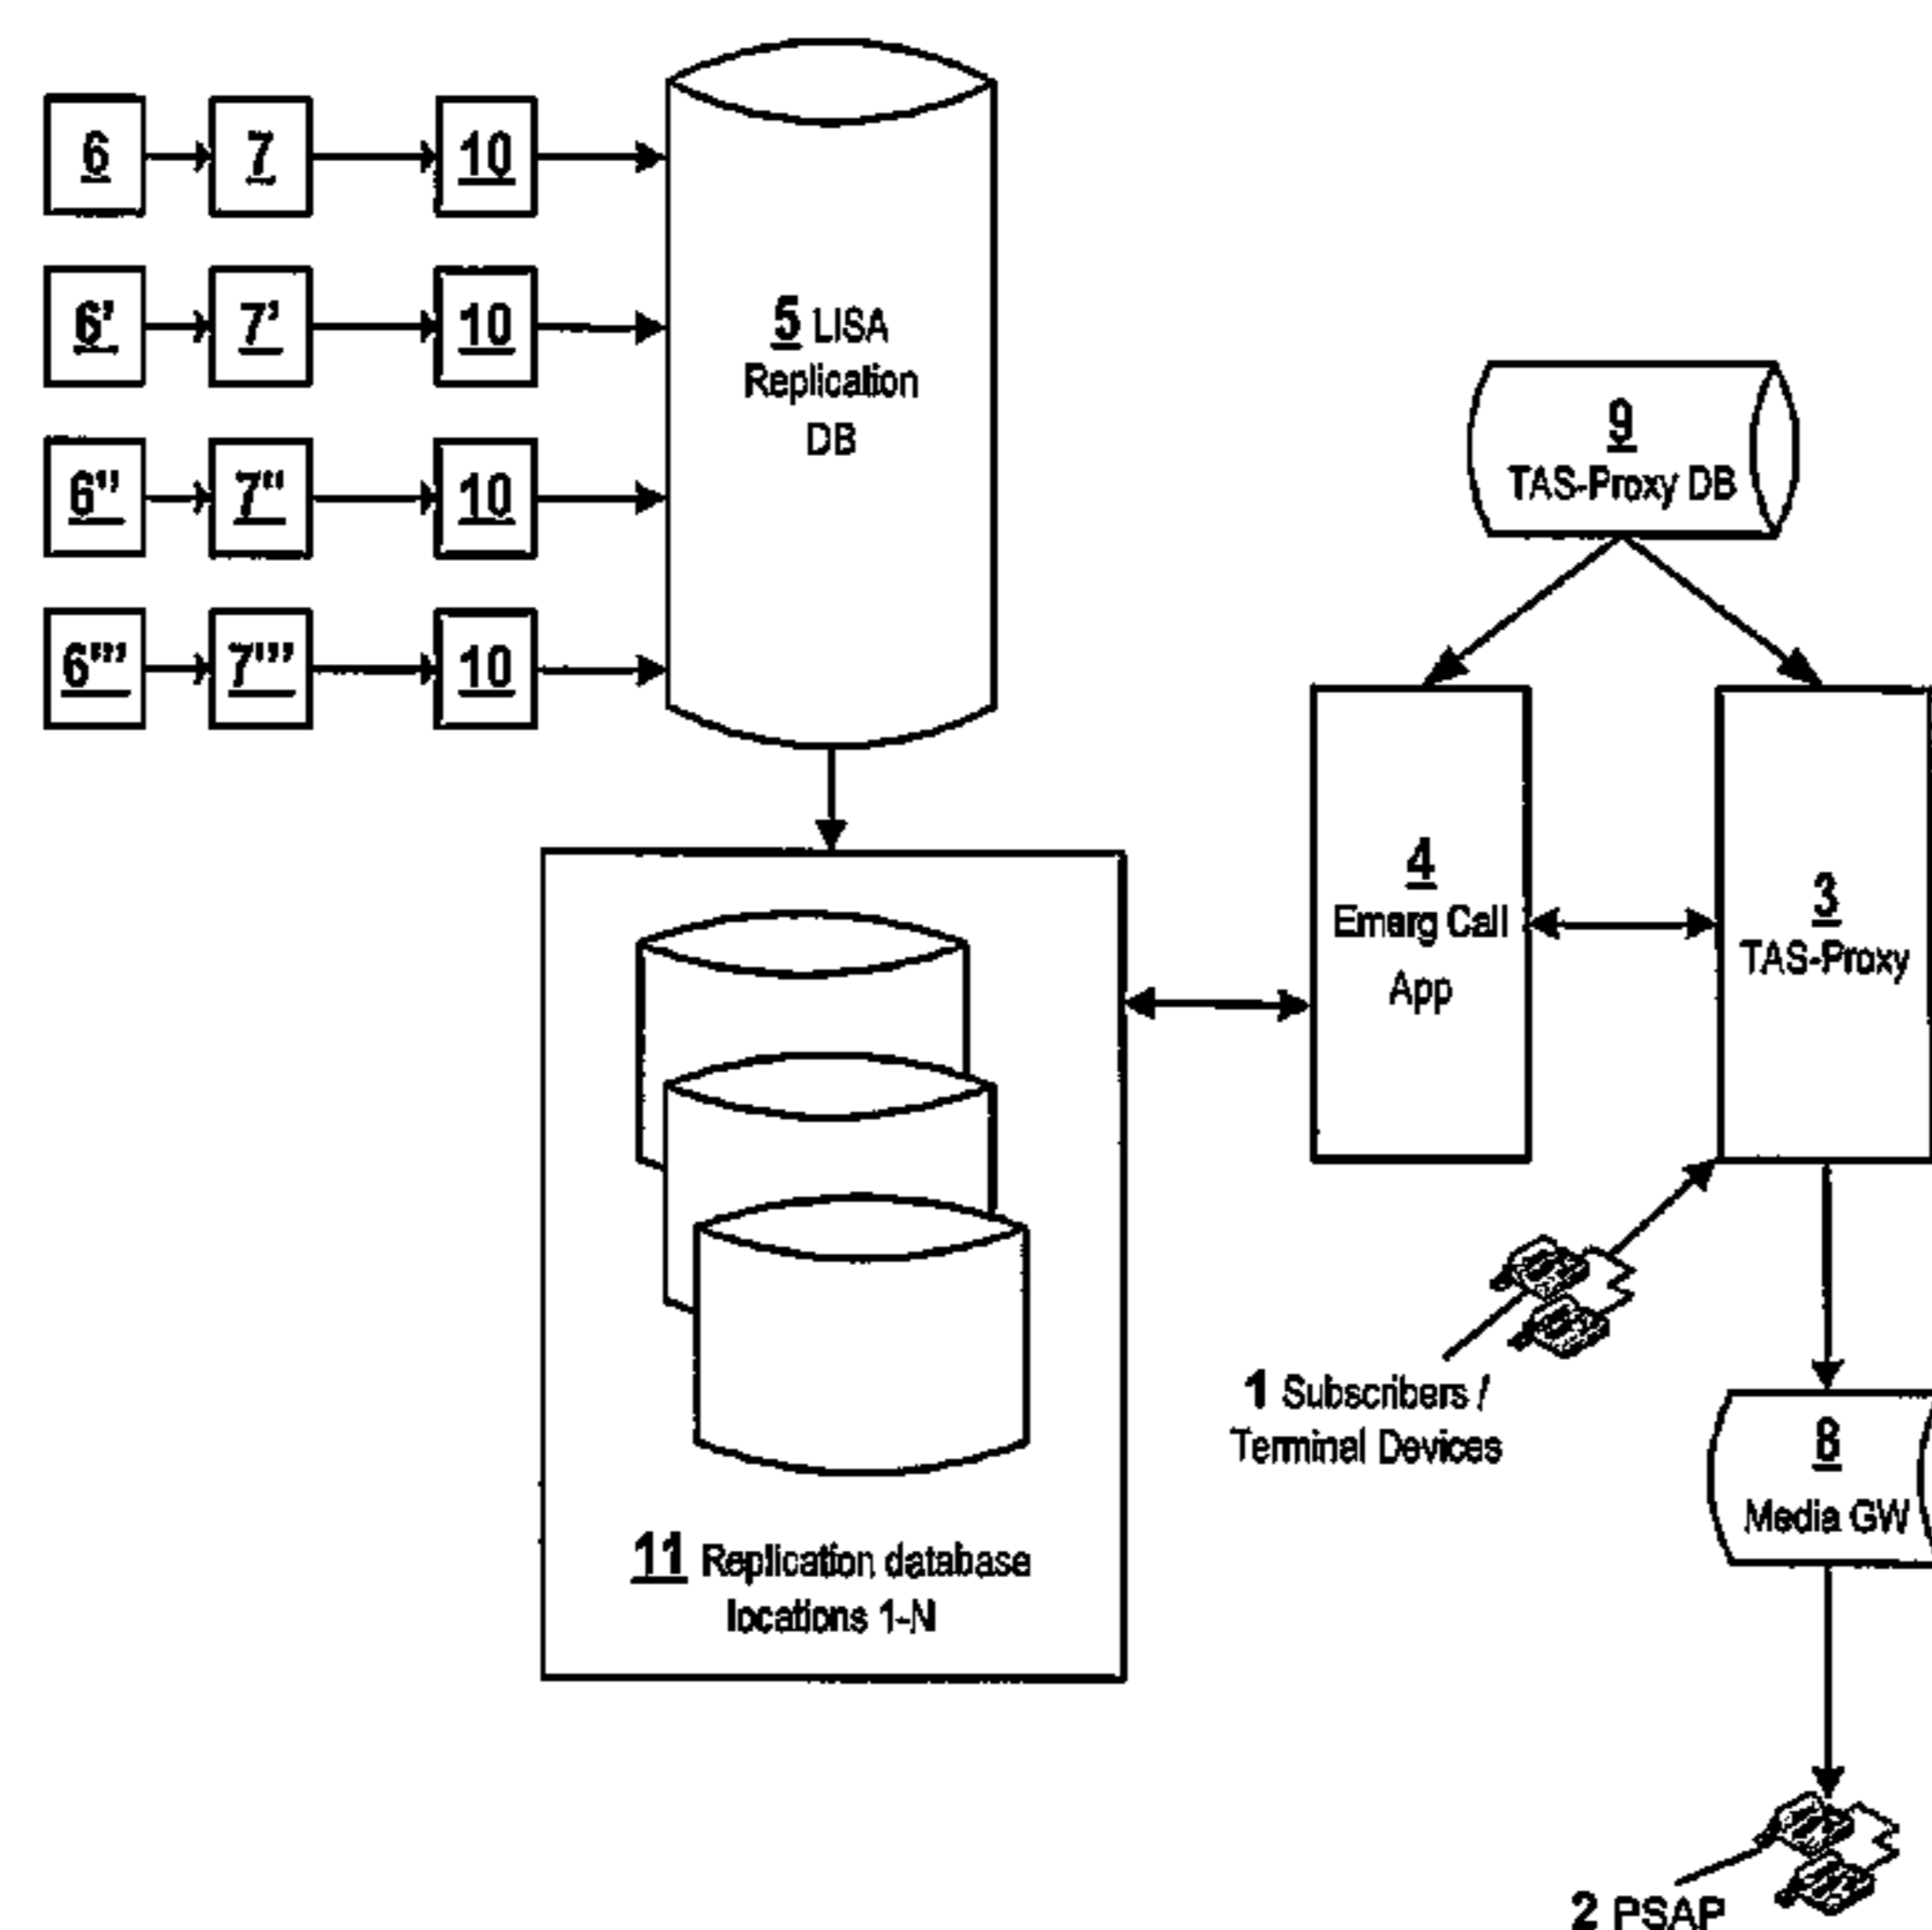 6 7 10
6' 7' 10
6'' 7'' 10
6''' 7''' 10
5 LISA
Replication
DB
9
TAS-Proxy DB
4
Emerg Call
App
3
TAS-Proxy
1 Subscribers /
Terminal Devices
8
Media GW
11 Replication database
locations 1-N
2 PSAP